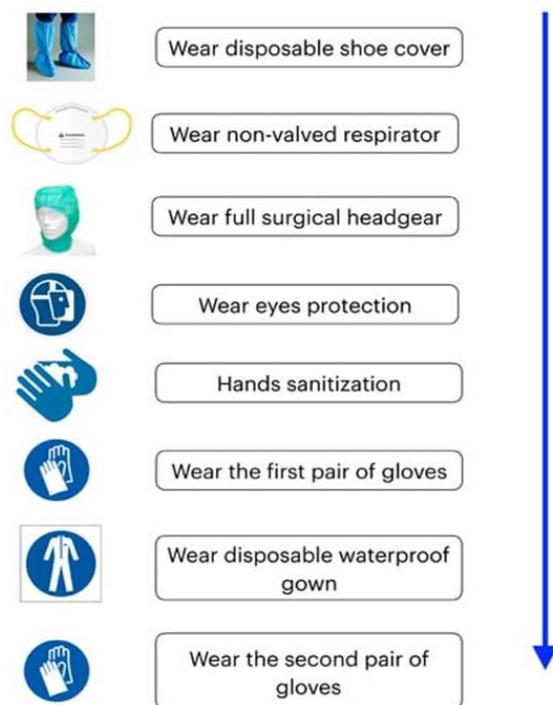 Wear disposable shoe cover
Wear non-valved respirator
Wear full surgical headgear
Wear eyes protection
Hands sanitization
Wear the first pair of gloves
Wear disposable waterproof
gown
Wear the second pair of
gloves